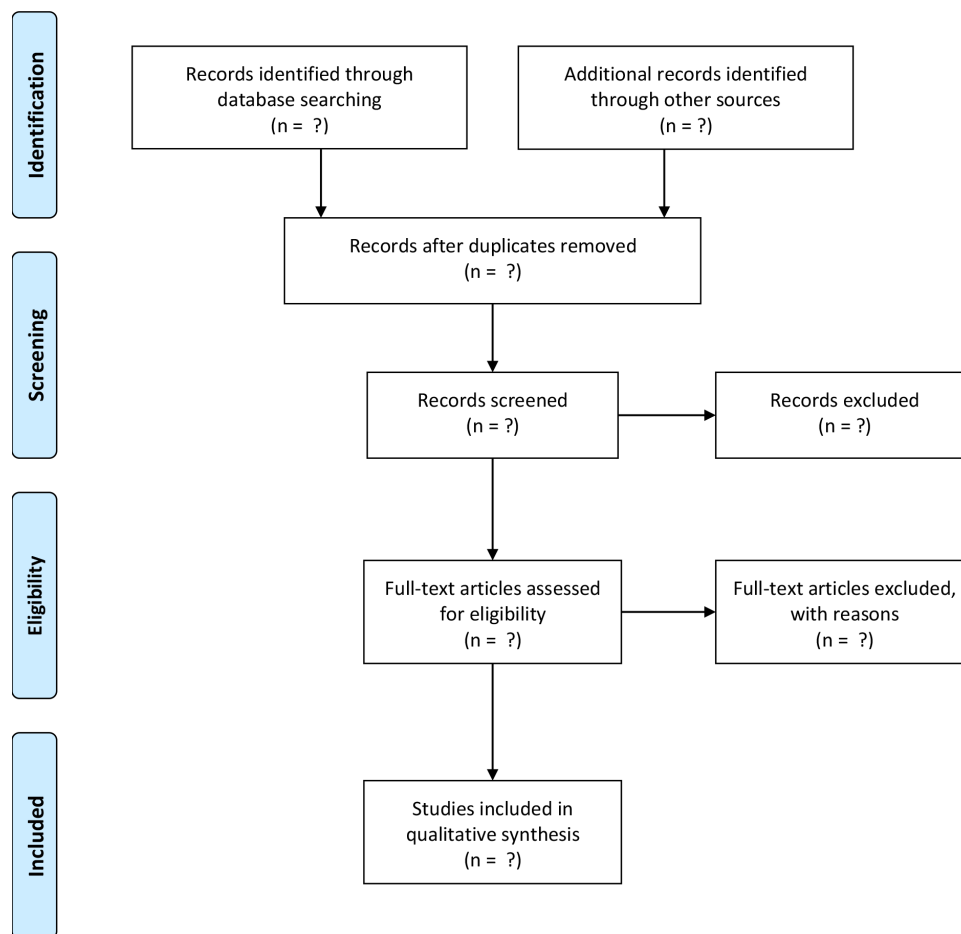 Identification
Records identified through
database searching
(n =  ?)
Additional records identified
through other sources
(n = ?)
Records after duplicates removed
(n =  ?)
Screening
Records screened
(n = ?)
Records excluded
(n = ?)
Eligibility
Full-text articles assessed
for eligibility
(n =  ?)
Full-text articles excluded,
with reasons
(n =  ?)
Included
Studies included in
qualitative synthesis
(n =  ?)